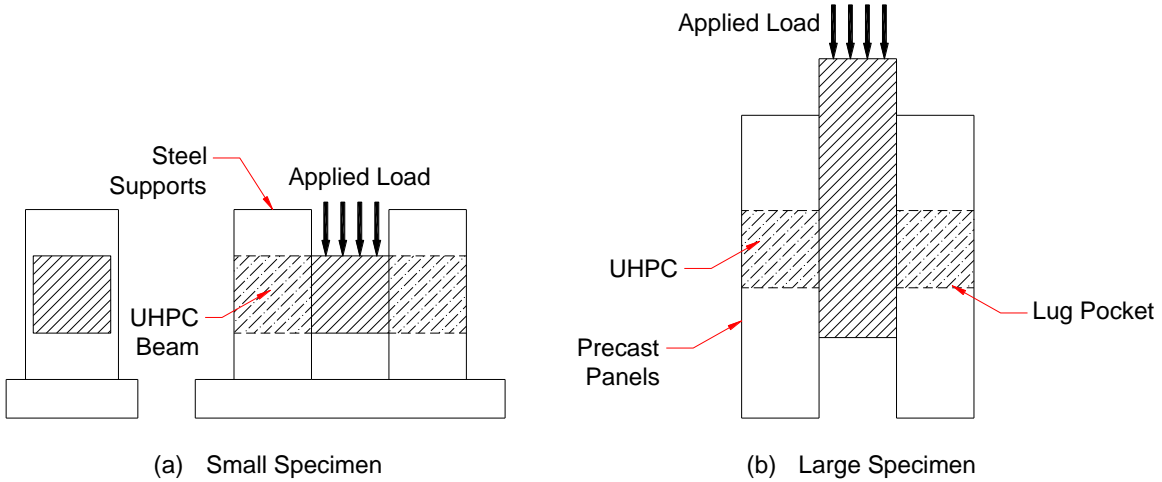 Steel
Supports
Applied Load
UHPC
Beam
(a) Small Specimen
Applied Load
UHPC
Lug Pocket
Precast
Panels
(b) Large Specimen